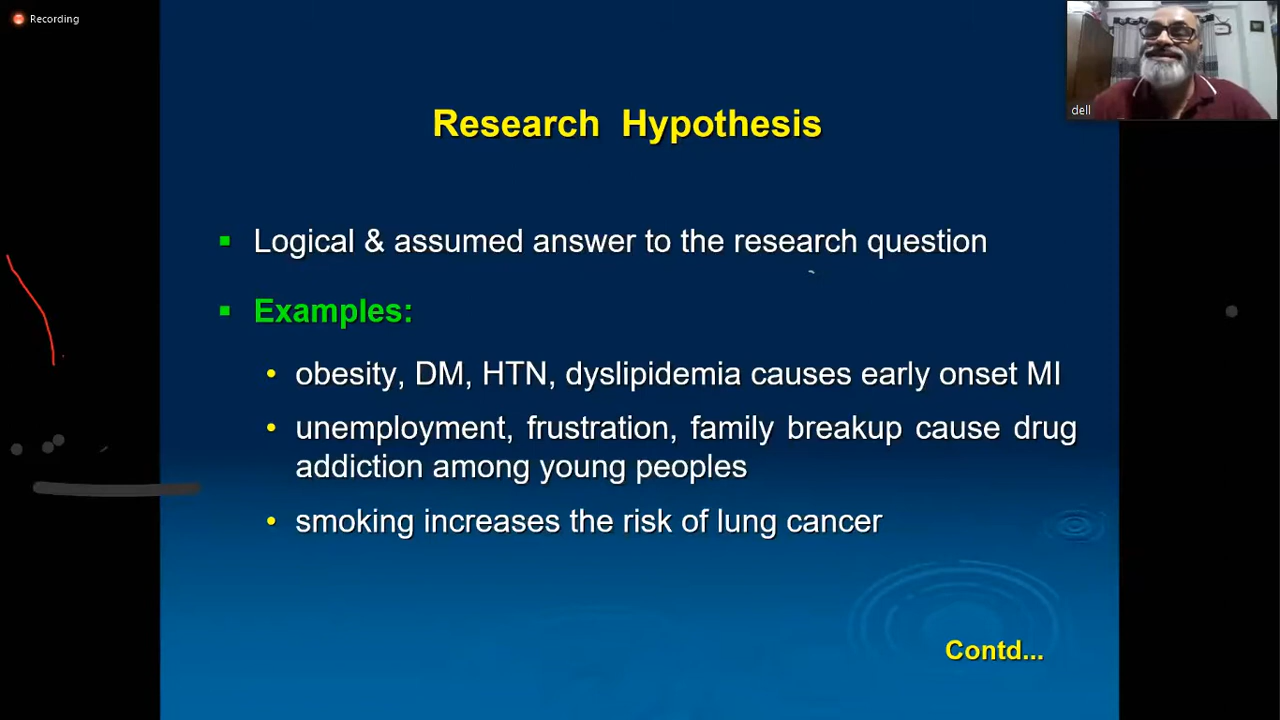 Recording
dell
Research Hypothesis
Logical & assumed answer to the research question
Examples:
obesity, DM, HTN, dyslipidemia causes early onset MI
unemployment, frustration, family breakup cause drug
addiction among young peoples
smoking increases the risk of lung cancer
Contd...